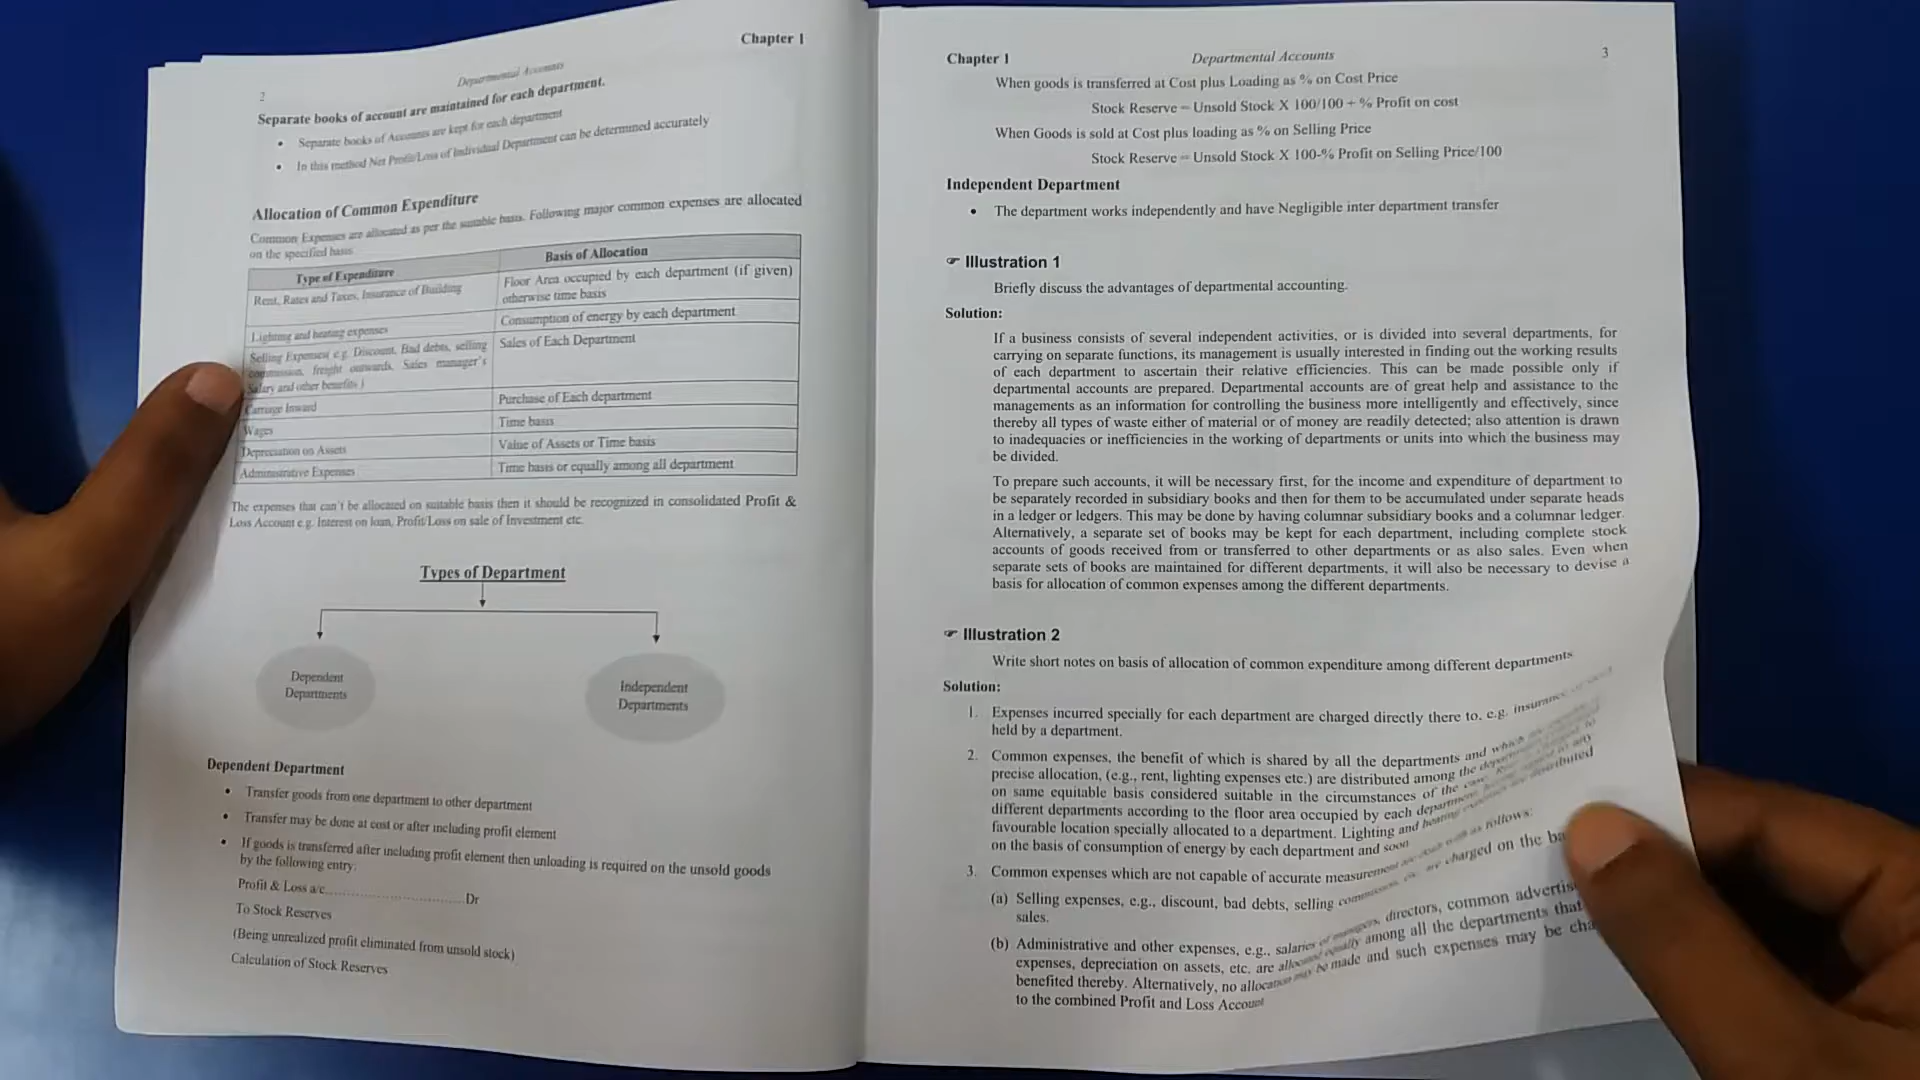 2
Departmental Accounts
Chapter 1
Separate books of account are maintained for each department.
• Separate books of Accounts are kept for each department
• In this method Net Profit/Loss of Individual Department can be determined accurately
Allocation of Common Expenditure
Common Expenses are allocated as per the suitable basis. Following major common expenses are allocated
on the specified basis
Type of Expenditure
Basis of Allocation
Rent, Rates and Taxes, Insurance of Building
Floor Area occupied by each department (if given)
otherwise time basis
Lighting and heating expenses
Consumption of energy by each department
Selling Expenses( e.g. Discount, Bad debts, selling
commission, freight outwards, Sales manager's
Salary and other benefits )
Sales of Each Department
Carriage Inward
Purchase of Each department
Wages
Time basis
Depreciation on Assets
Value of Assets or Time basis
Administrative Expenses
Time basis or equally among all department
The expenses that can't be allocated on suitable basis then it should be recognized in consolidated Profit &
Loss Account e.g. Interest on loan, Profit/Loss on sale of Investment etc.
Types of Department
Dependent
Departments
Independent
Departments
Dependent Department
• Transfer goods from one department to other department
• Transfer may be done at cost or after including profit element
• If goods is transferred after including profit element then unloading is required on the unsold goods
by the following entry:
Profit & Loss a/c...................................Dr
To Stock Reserves
(Being unrealized profit eliminated from unsold stock)
Calculation of Stock Reserves
Chapter 1
Departmental Accounts
3
When goods is transferred at Cost plus Loading as % on Cost Price
Stock Reserve = Unsold Stock X 100/100 + % Profit on cost
When Goods is sold at Cost plus loading as % on Selling Price
Stock Reserve = Unsold Stock X 100-% Profit on Selling Price/100
Independent Department
• The department works independently and have Negligible inter department transfer
☞ Illustration 1
Briefly discuss the advantages of departmental accounting.
Solution:
If a business consists of several independent activities, or is divided into several departments, for
carrying on separate functions, its management is usually interested in finding out the working results
of each department to ascertain their relative efficiencies. This can be made possible only if
departmental accounts are prepared. Departmental accounts are of great help and assistance to the
managements as an information for controlling the business more intelligently and effectively, since
thereby all types of waste either of material or of money are readily detected; also attention is drawn
to inadequacies or inefficiencies in the working of departments or units into which the business may
be divided.
To prepare such accounts, it will be necessary first, for the income and expenditure of department to
be separately recorded in subsidiary books and then for them to be accumulated under separate heads
in a ledger or ledgers. This may be done by having columnar subsidiary books and a columnar ledger.
Alternatively, a separate set of books may be kept for each department, including complete stock
accounts of goods received from or transferred to other departments or as also sales. Even when
separate sets of books are maintained for different departments, it will also be necessary to devise a
basis for allocation of common expenses among the different departments.
☞ Illustration 2
Write short notes on basis of allocation of common expenditure among different departments
Solution:
1. Expenses incurred specially for each department are charged directly there to, e.g. insurance
held by a department.
2. Common expenses, the benefit of which is shared by all the departments and which
precise allocation, (e.g., rent, lighting expenses etc.) are distributed among the
on same equitable basis considered suitable in the circumstances of the case.
different departments according to the floor area occupied by each department
favourable location specially allocated to a department. Lighting and heating expenses are distributed
on the basis of consumption of energy by each department and soon
3. Common expenses which are not capable of accurate measurement are dealt with as follows:
(a) Selling expenses, e.g., discount, bad debts, selling commission, etc. are charged on the ba
sales.
(b) Administrative and other expenses, e.g., salaries of managers, directors, common advertis
expenses, depreciation on assets, etc. are allocated equally among all the departments that
benefited thereby. Alternatively, no allocation may be made and such expenses may be cha
to the combined Profit and Loss Account